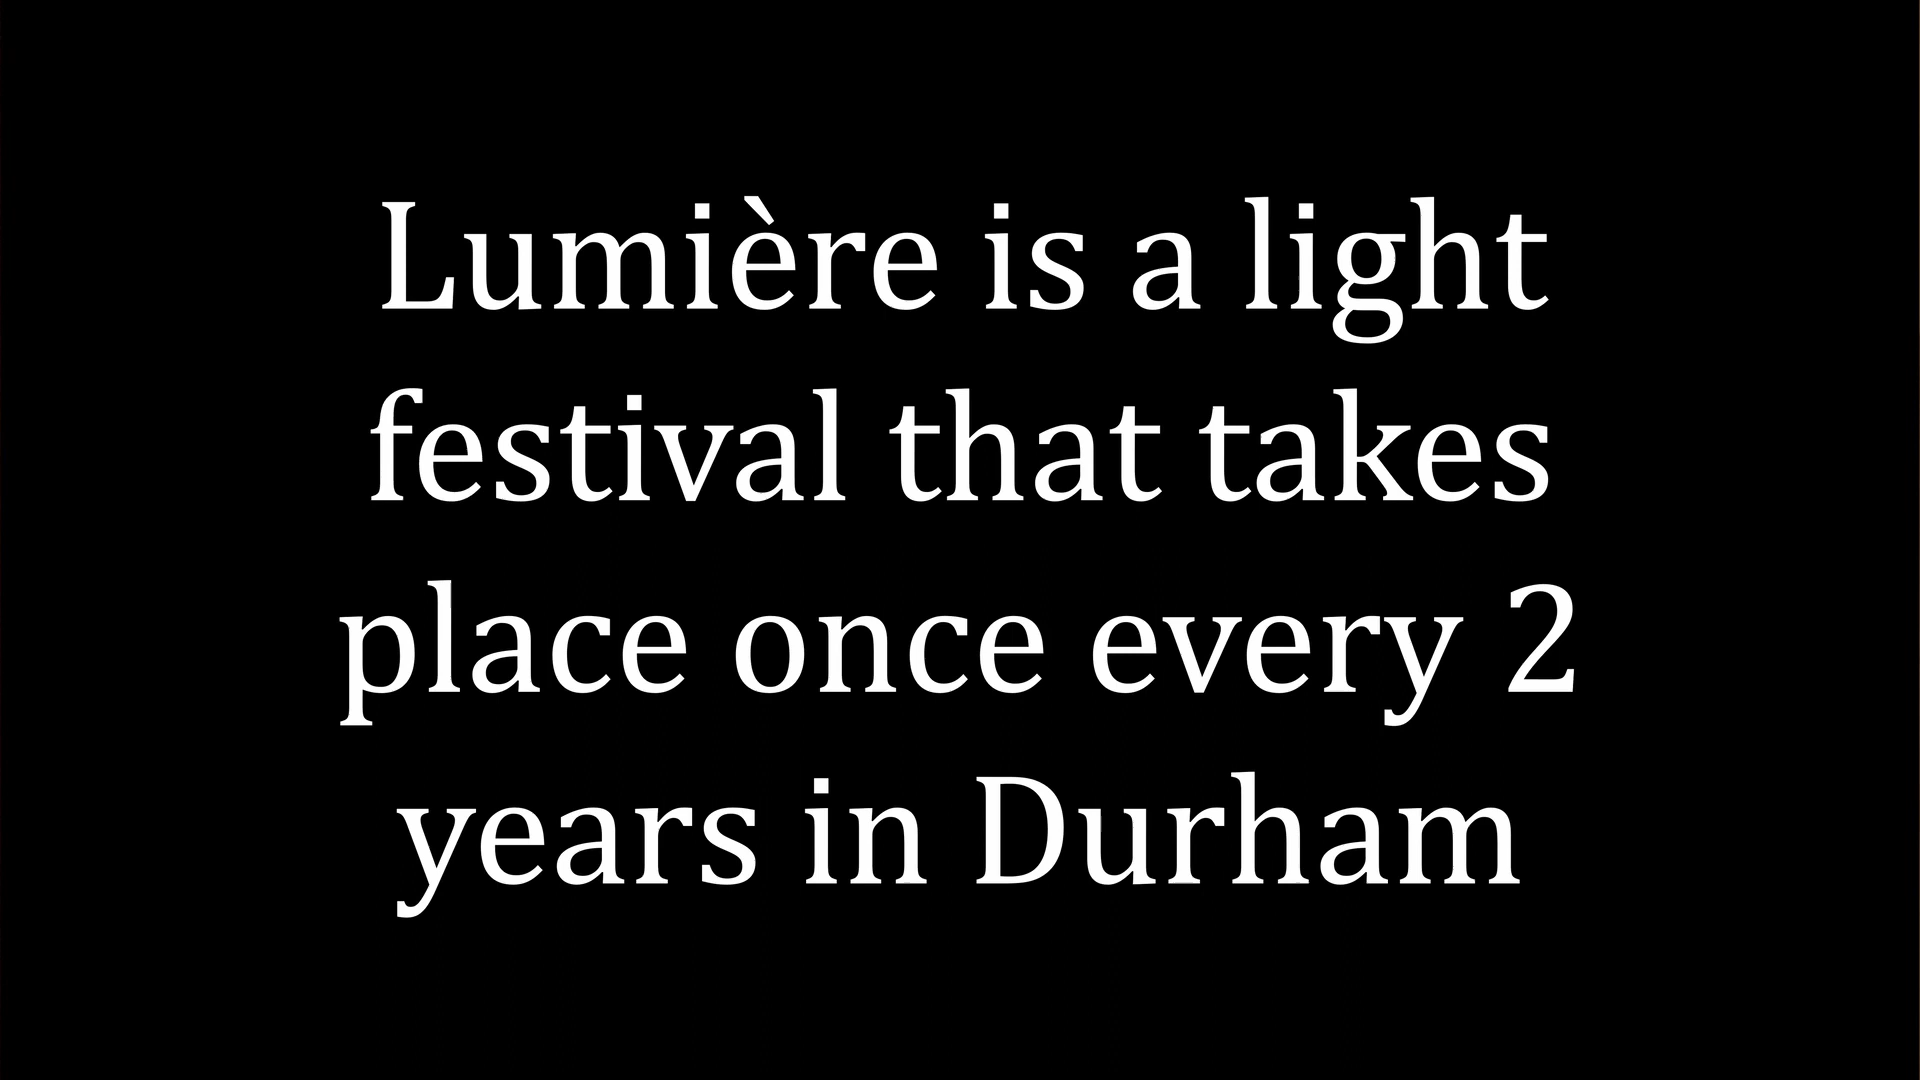 Lumière is a light
festival that takes
place once every 2
years in Durham